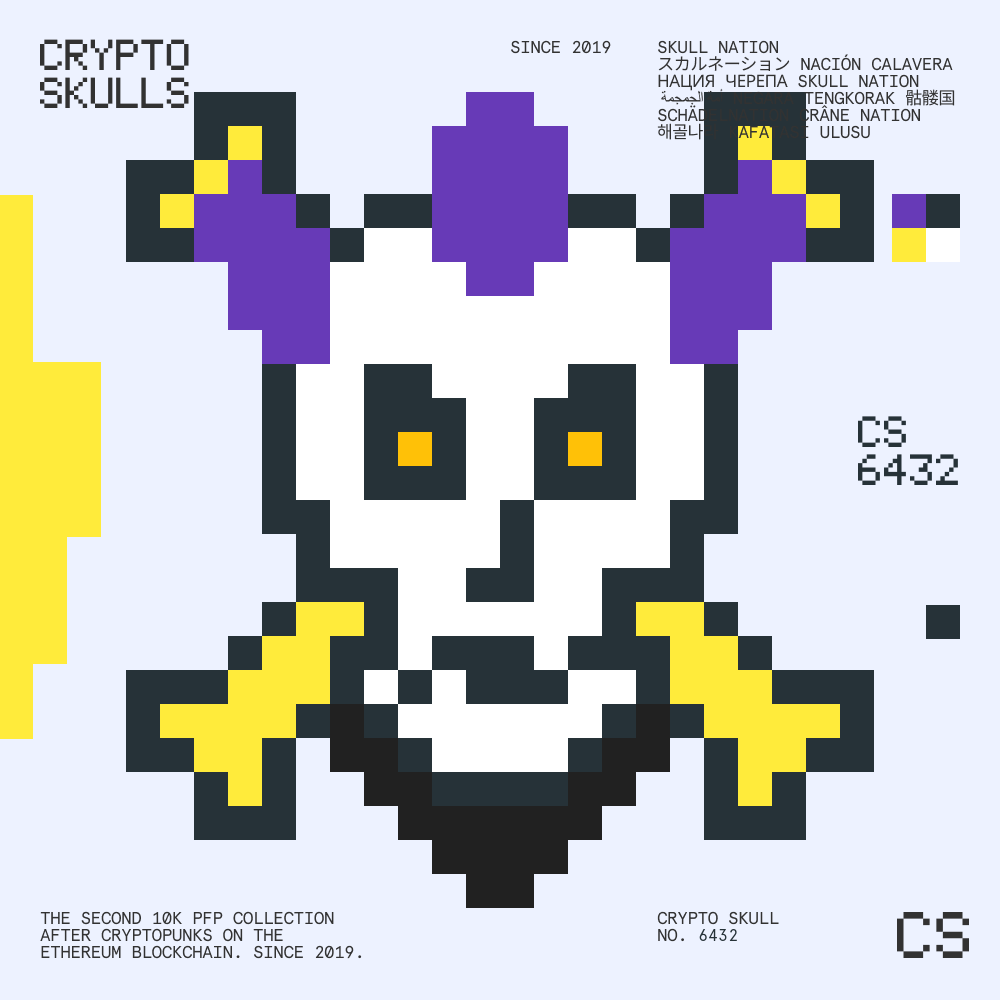 CRYPTO
SKULLS
SINCE 2019
SKULL NATION
スカルネーション NACIÓN CALAVERA
НАЦИЯ ЧЕРЕПА SKULL NATION
الجمجمة TENGKORAK 骷髅国
CRÂNE NATION
해골 ULUSU
CS
6432
THE SECOND 10K PFP COLLECTION
AFTER CRYPTOPUNKS ON THE
ETHEREUM BLOCKCHAIN. SINCE 2019.
CRYPTO SKULL
NO. 6432
CS